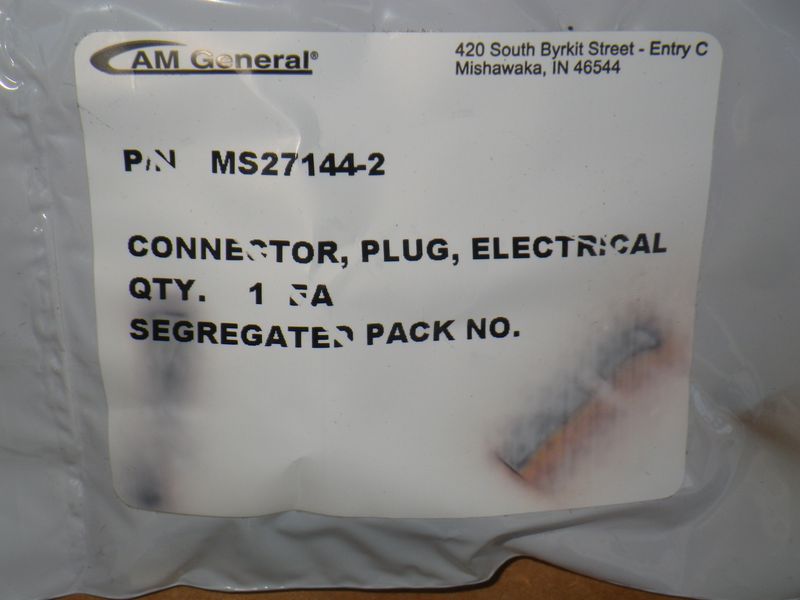 AM General®
420 South Byrkit Street - Entry C
Mishawaka, IN 46544
P/N MS27144-2
CONNECTOR, PLUG, ELECTRICAL
QTY. 1 EA
SEGREGATED PACK NO.